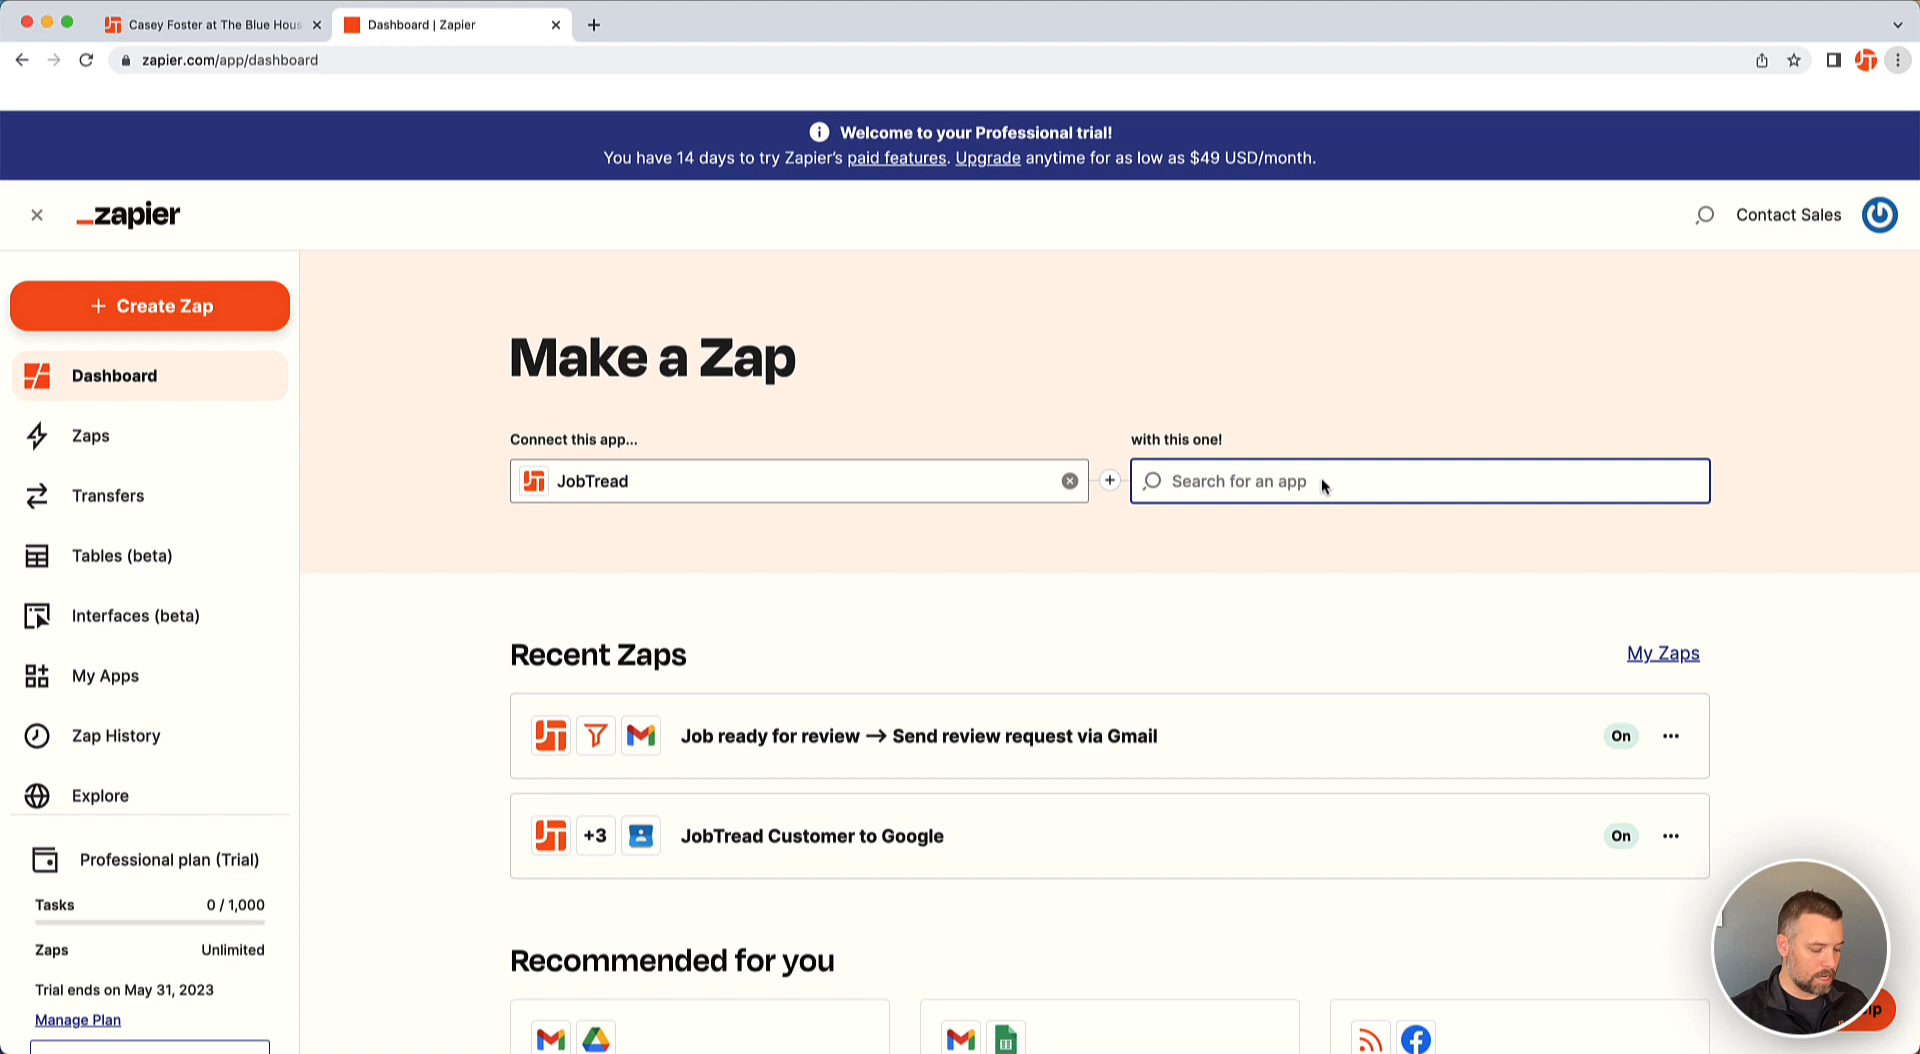 Casey Foster at The Blue Hous
Dashboard | Zapier
zapier.com/app/dashboard
Welcome to your Professional trial!
You have 14 days to try Zapier’s paid features. Upgrade anytime for as low as $49 USD/month.
_zapier
Contact Sales
+ Create Zap
Dashboard
Zaps
Transfers
Tables (beta)
Interfaces (beta)
My Apps
Zap History
Explore
Professional plan (Trial)
Tasks 0 / 1,000
Zaps Unlimited
Trial ends on May 31, 2023
Manage Plan
Make a Zap
Connect this app...
JobTread
with this one!
Search for an app
Recent Zaps
My Zaps
Job ready for review → Send review request via Gmail
On
+3
JobTread Customer to Google
On
Recommended for you